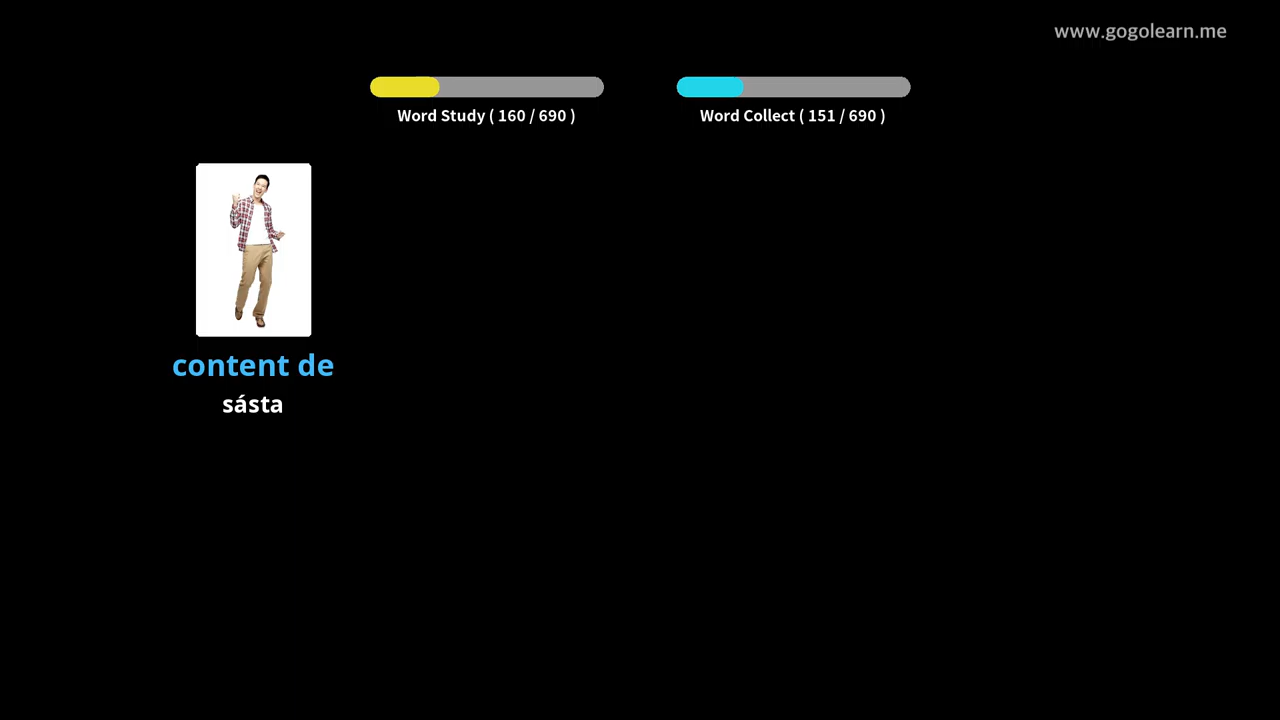 www.gogolearn.me
Word Study ( 160 / 690 )
Word Collect ( 151 / 690 )
content de
sásta